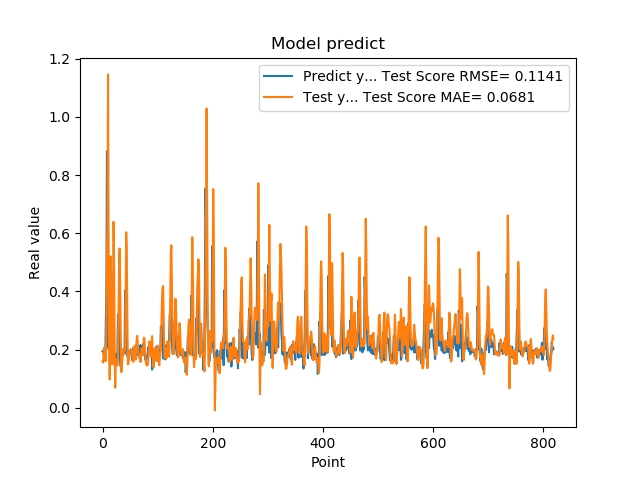 Model predict
Predict y... Test Score RMSE= 0.1141
Test y... Test Score MAE= 0.0681
1.2
1.0
0.8
0.6
0.4
0.2
0.0
Real value
0 200 400 600 800
Point